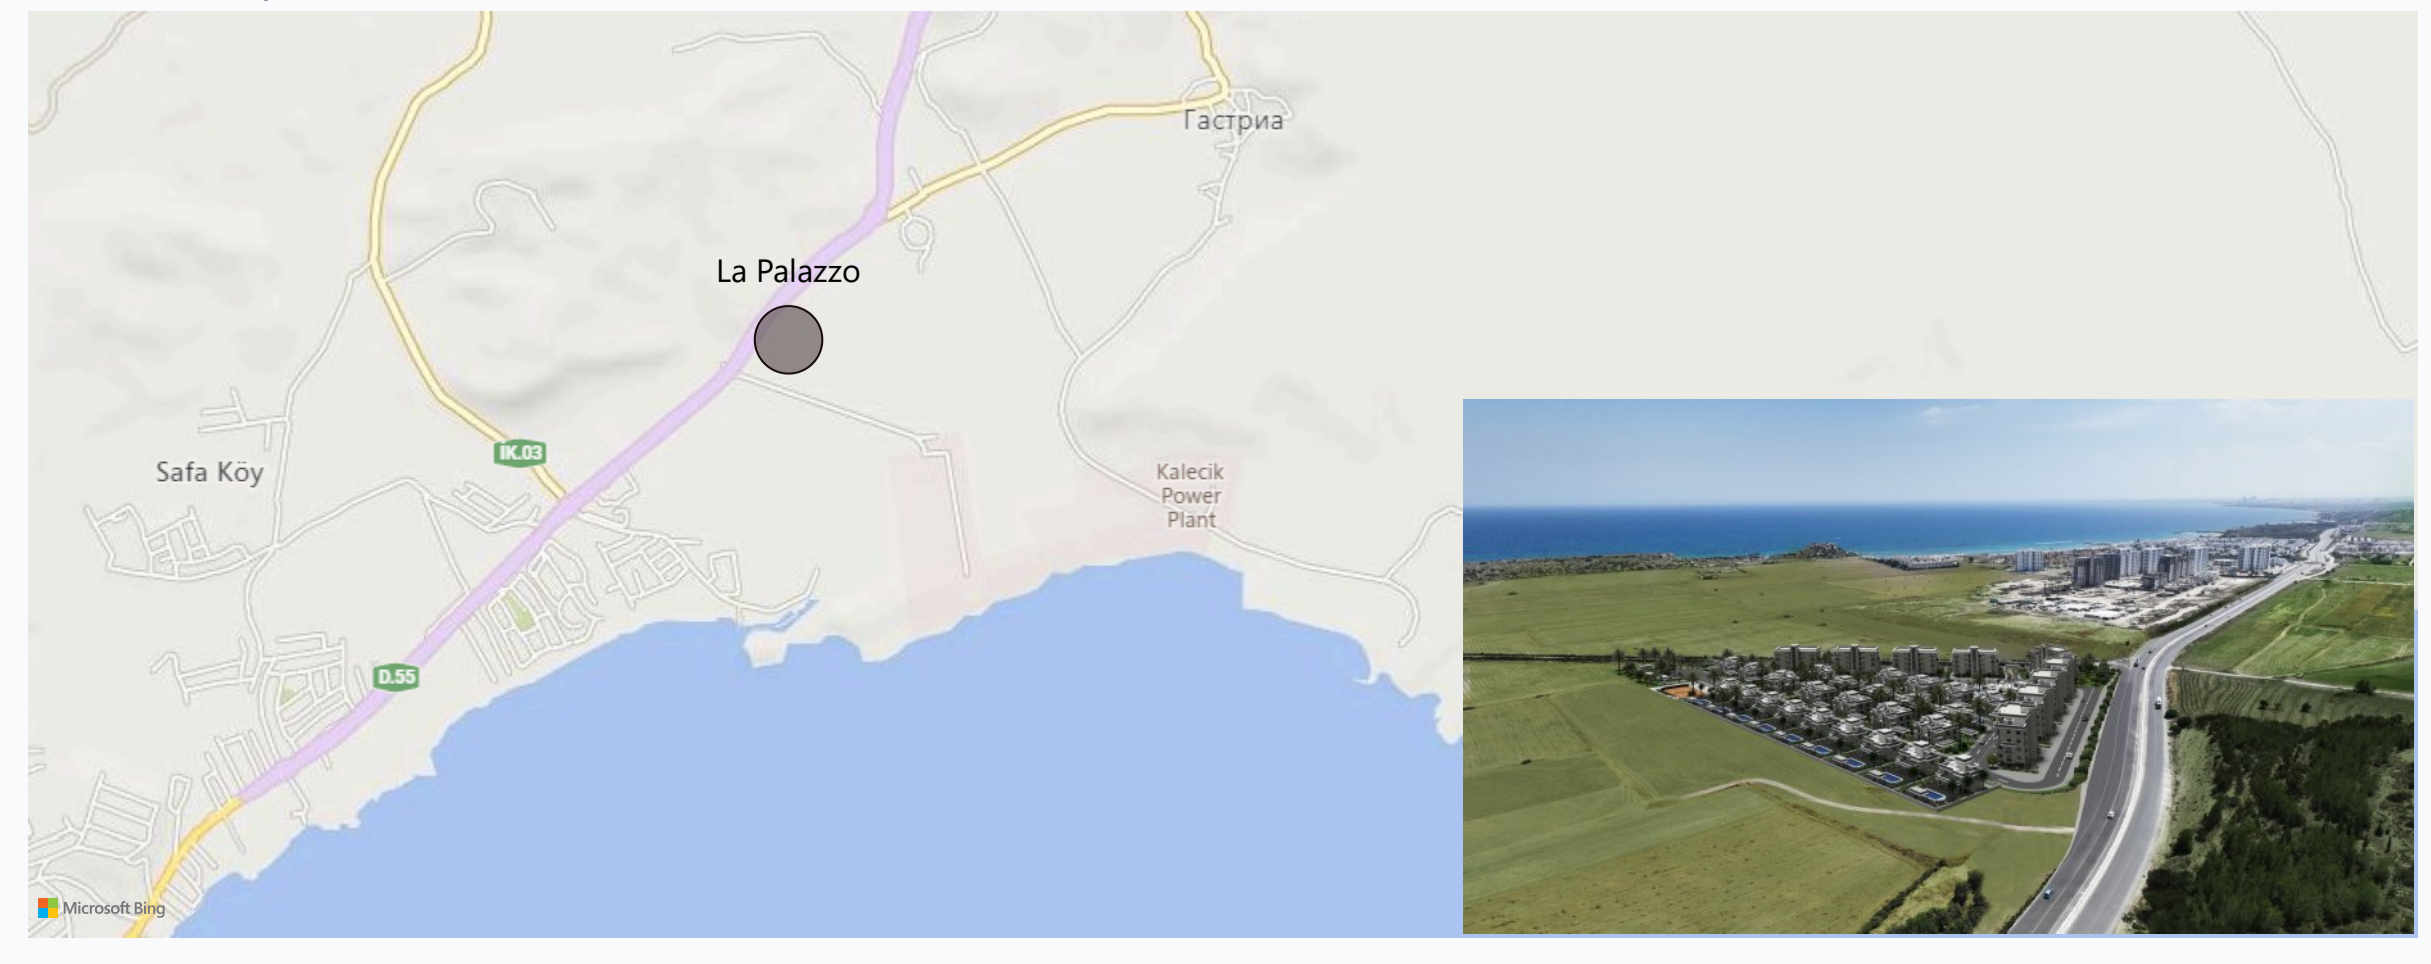 Гастриа
La Palazzo
IK.03
Safa Köy
Kalecik
Power
Plant
D.55
Microsoft Bing